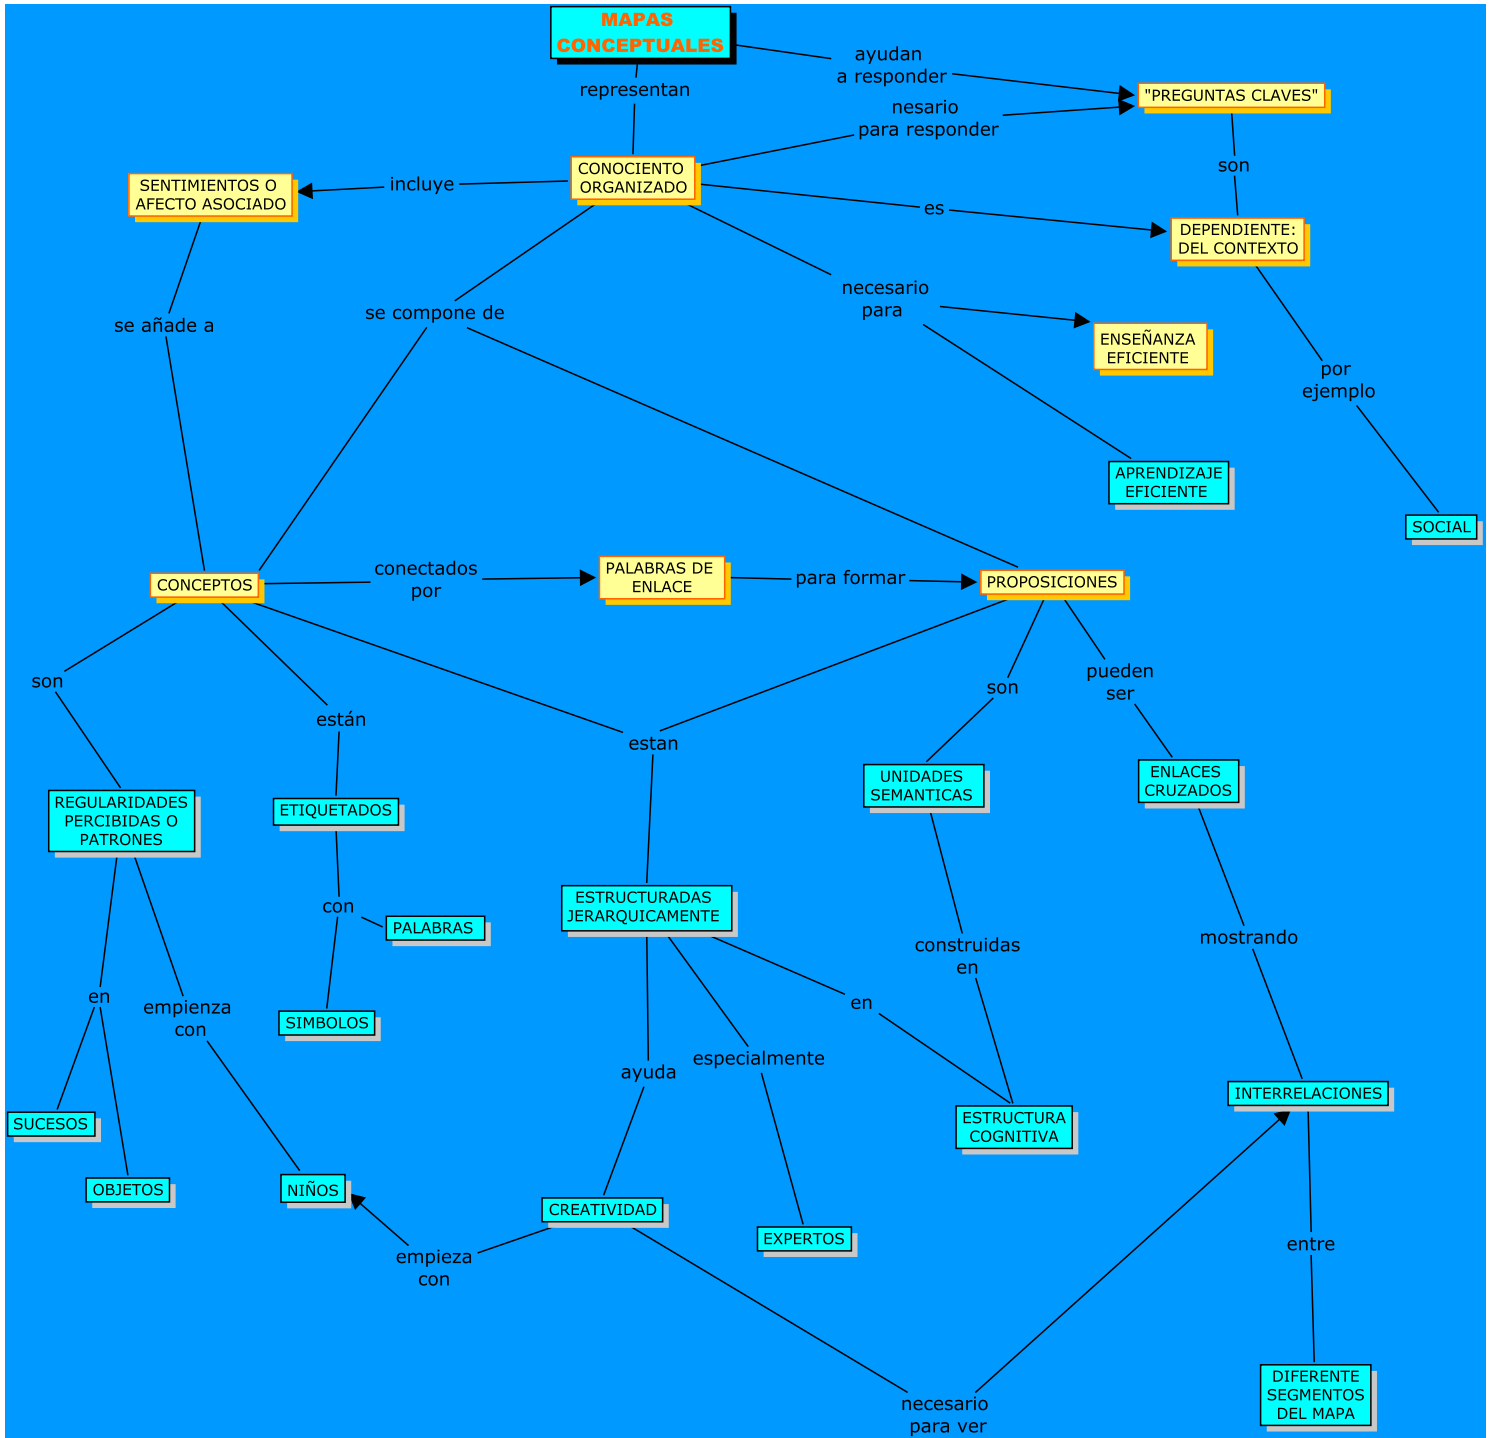 MAPAS
CONCEPTUALES
ayudan
a responder
representan
"PREGUNTAS CLAVES"
nesario
para responder
CONOCIENTO
ORGANIZADO
son
SENTIMIENTOS O
AFECTO ASOCIADO
incluye
es
DEPENDIENTE:
DEL CONTEXTO
necesario
para
se añade a
se compone de
ENSEÑANZA
EFICIENTE
por
ejemplo
APRENDIZAJE
EFICIENTE
SOCIAL
CONCEPTOS
conectados
por
PALABRAS DE
ENLACE
para formar
PROPOSICIONES
son
están
estan
son
pueden
ser
REGULARIDADES
PERCIBIDAS O
PATRONES
ETIQUETADOS
UNIDADES
SEMANTICAS
ENLACES
CRUZADOS
con
PALABRAS
ESTRUCTURADAS
JERARQUICAMENTE
construidas
en
mostrando
en
empienza
con
SIMBOLOS
en
ayuda
especialmente
SUCESOS
OBJETOS
NIÑOS
ESTRUCTURA
COGNITIVA
INTERRELACIONES
CREATIVIDAD
EXPERTOS
empieza
con
entre
necesario
para ver
DIFERENTE
SEGMENTOS
DEL MAPA